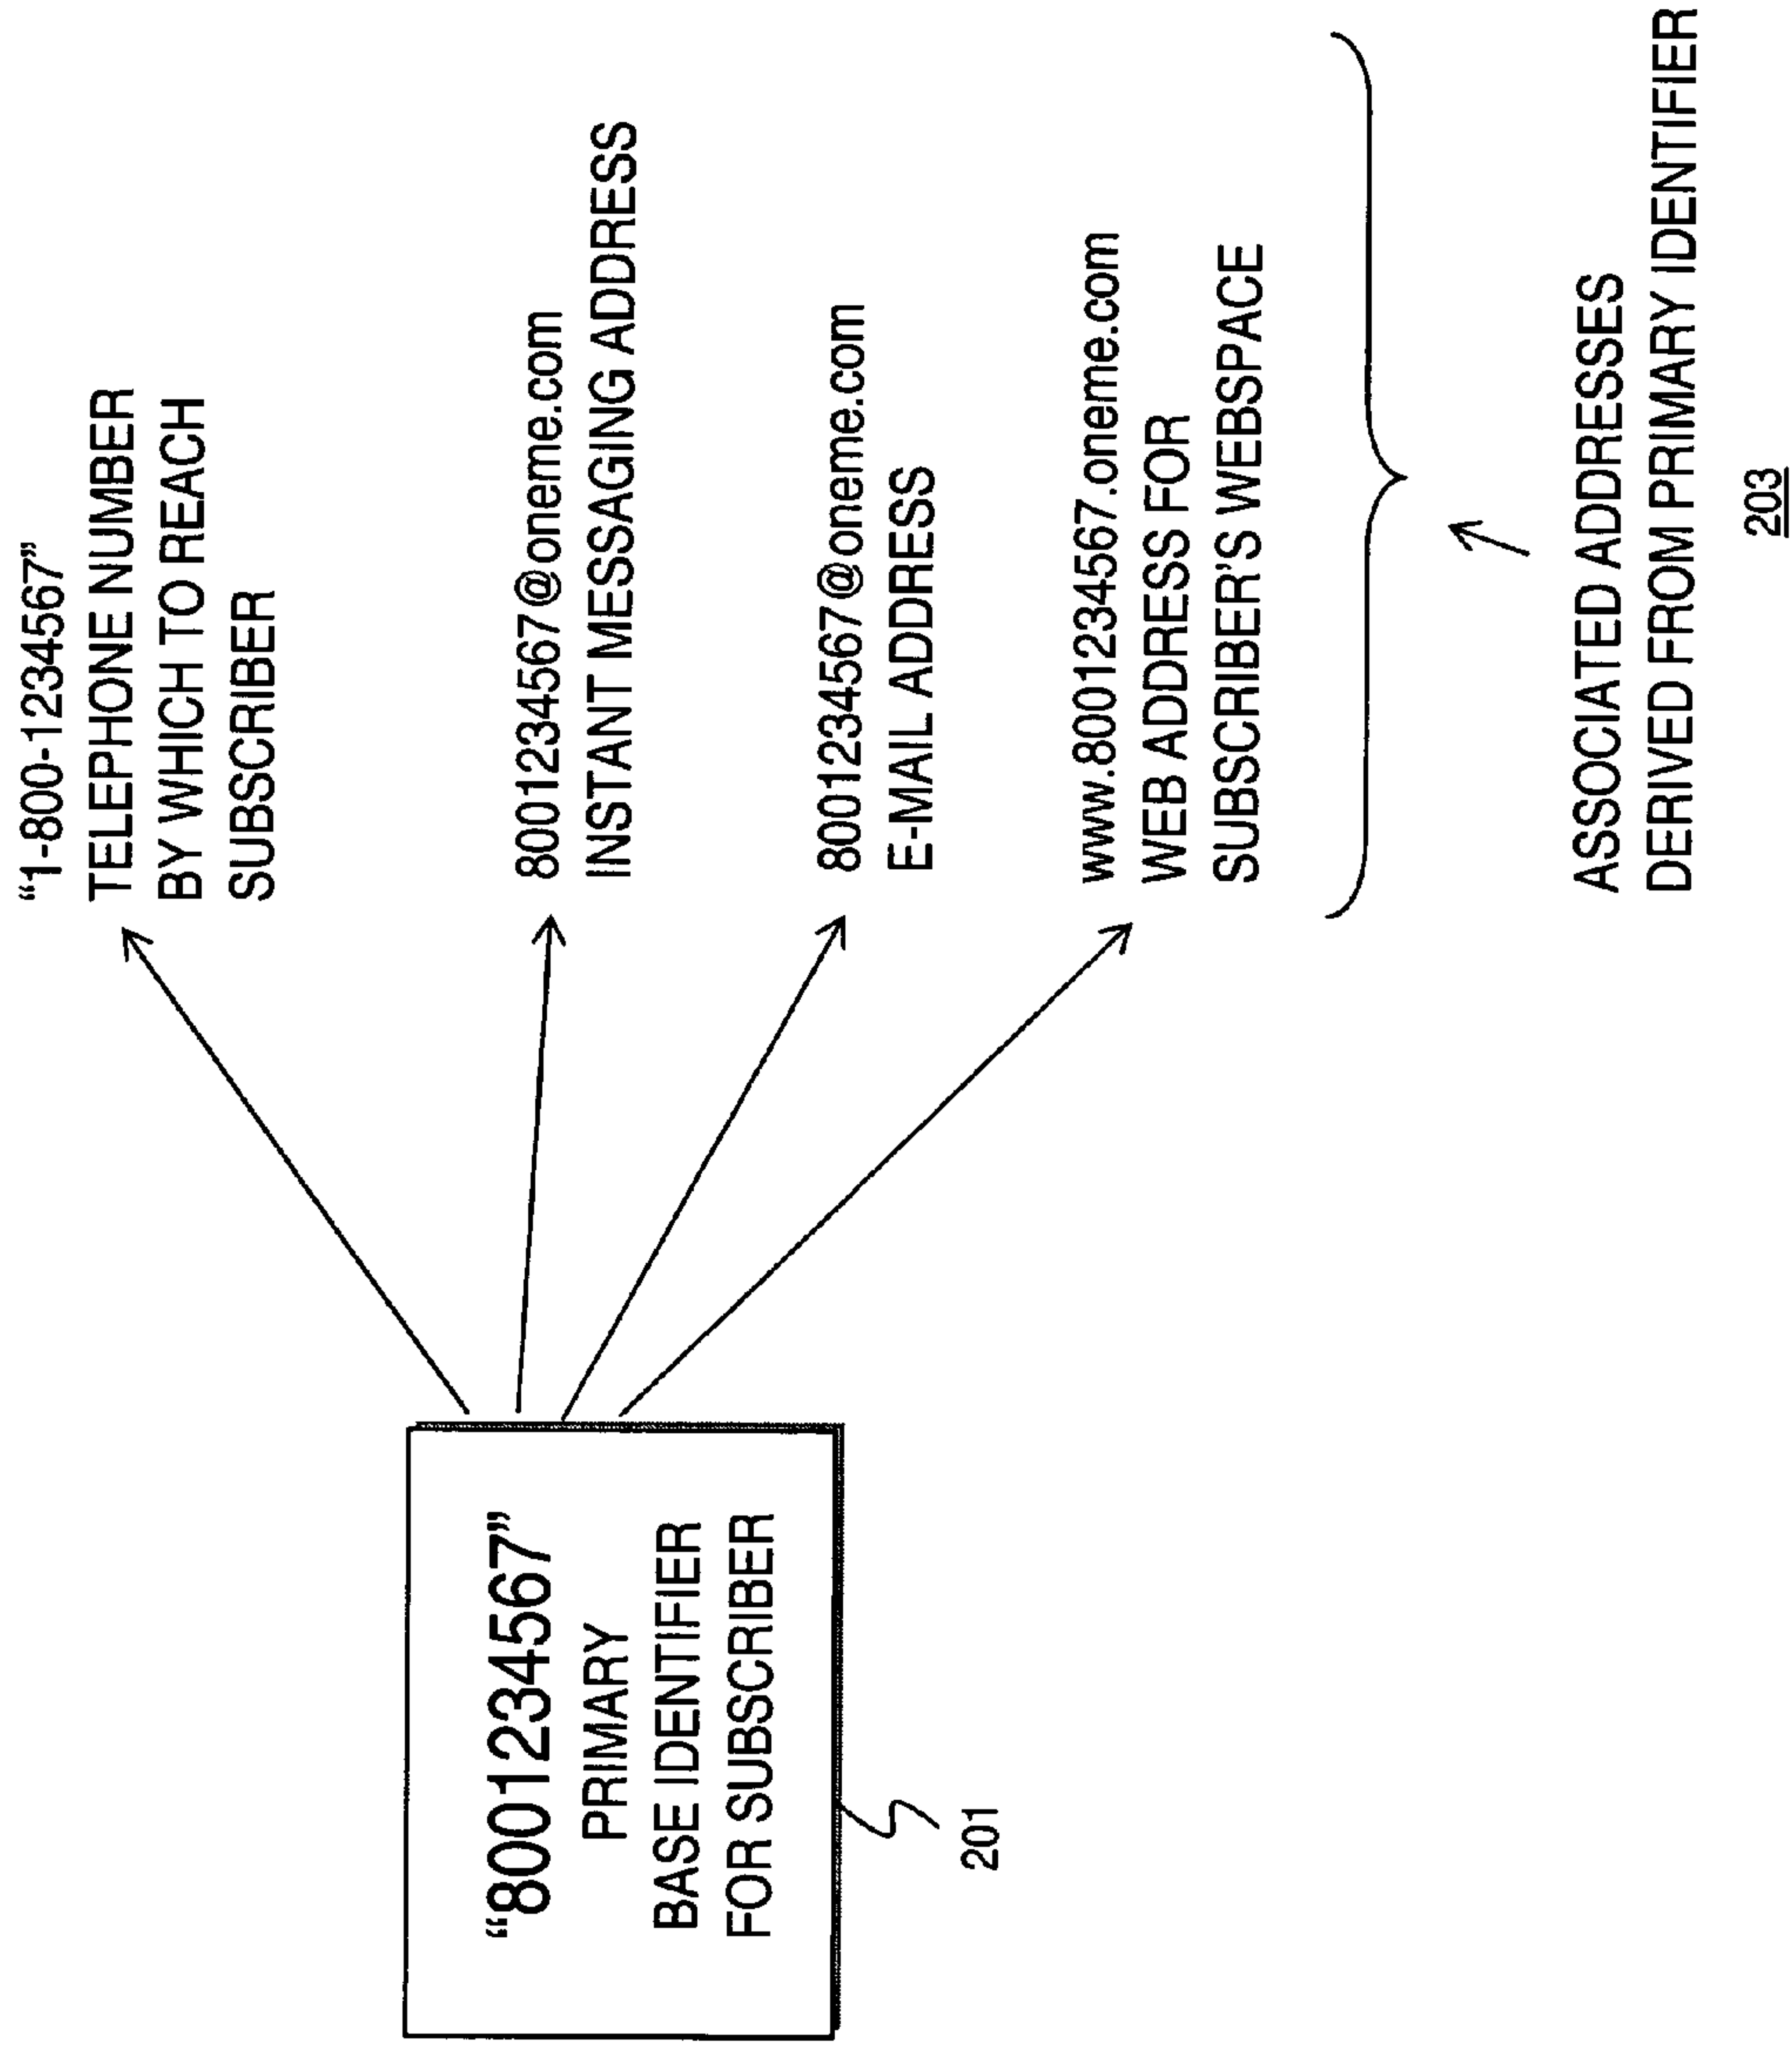 "8001234567"
PRIMARY
BASE IDENTIFIER
FOR SUBSCRIBER
201
"1-800-1234567"
TELEPHONE NUMBER
BY WHICH TO REACH
SUBSCRIBER
8001234567@oneme.com
INSTANT MESSAGING ADDRESS
8001234567@oneme.com
E-MAIL ADDRESS
www.8001234567.oneme.com
WEB ADDRESS FOR
SUBSCRIBER'S WEBSPACE
ASSOCIATED ADDRESSES
DERIVED FROM PRIMARY IDENTIFIER
203